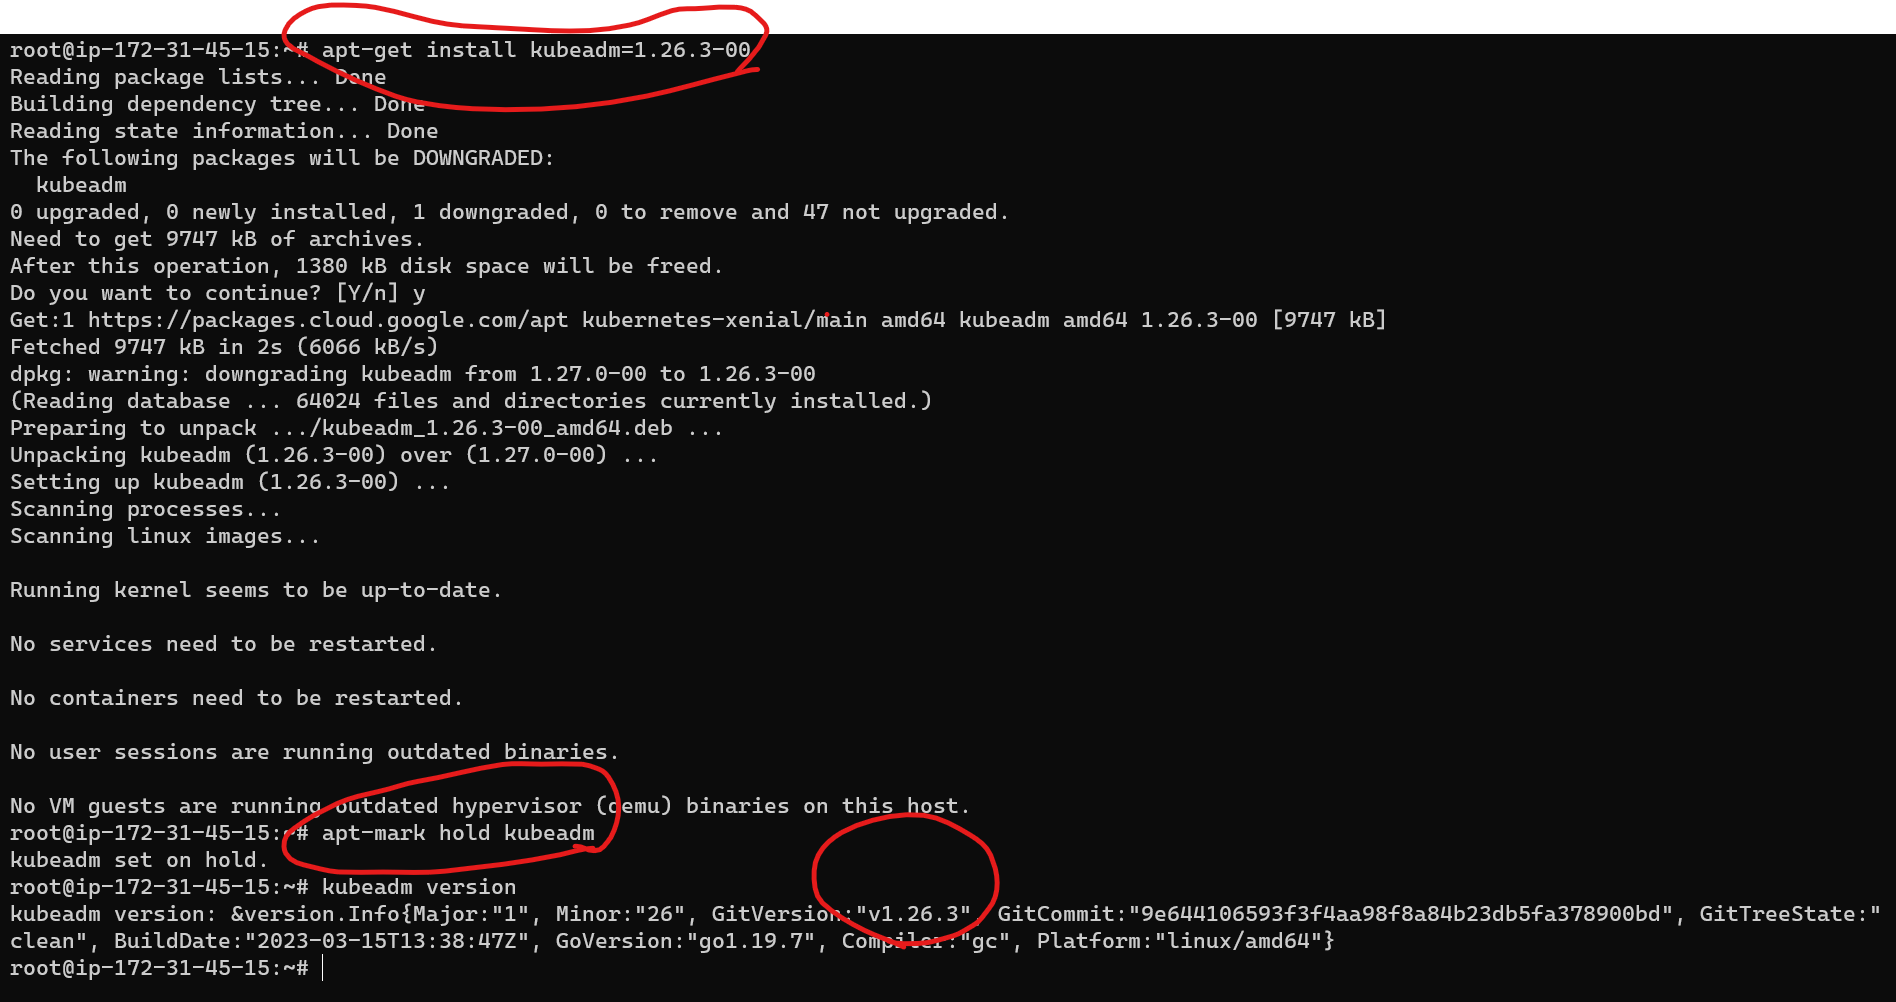 root@ip-172-31-45-15:~# apt-get install kubeadm=1.26.3-00
Reading package lists... Done
Building dependency tree... Done
Reading state information... Done
The following packages will be DOWNGRADED:
  kubeadm
0 upgraded, 0 newly installed, 1 downgraded, 0 to remove and 47 not upgraded.
Need to get 9747 kB of archives.
After this operation, 1380 kB disk space will be freed.
Do you want to continue? [Y/n] y
Get:1 https://packages.cloud.google.com/apt kubernetes-xenial/main amd64 kubeadm amd64 1.26.3-00 [9747 kB]
Fetched 9747 kB in 2s (6066 kB/s)
dpkg: warning: downgrading kubeadm from 1.27.0-00 to 1.26.3-00
(Reading database ... 64024 files and directories currently installed.)
Preparing to unpack .../kubeadm_1.26.3-00_amd64.deb ...
Unpacking kubeadm (1.26.3-00) over (1.27.0-00) ...
Setting up kubeadm (1.26.3-00) ...
Scanning processes...
Scanning linux images...
Running kernel seems to be up-to-date.
No services need to be restarted.
No containers need to be restarted.
No user sessions are running outdated binaries.
No VM guests are running outdated hypervisor (qemu) binaries on this host.
root@ip-172-31-45-15:~# apt-mark hold kubeadm
kubeadm set on hold.
root@ip-172-31-45-15:~# kubeadm version
kubeadm version: &version.Info{Major:"1", Minor:"26", GitVersion:"v1.26.3", GitCommit:"9e644106593f3f4aa98f8a84b23db5fa378900bd", GitTreeState:"
clean", BuildDate:"2023-03-15T13:38:47Z", GoVersion:"go1.19.7", Compiler:"gc", Platform:"linux/amd64"}
root@ip-172-31-45-15:~#